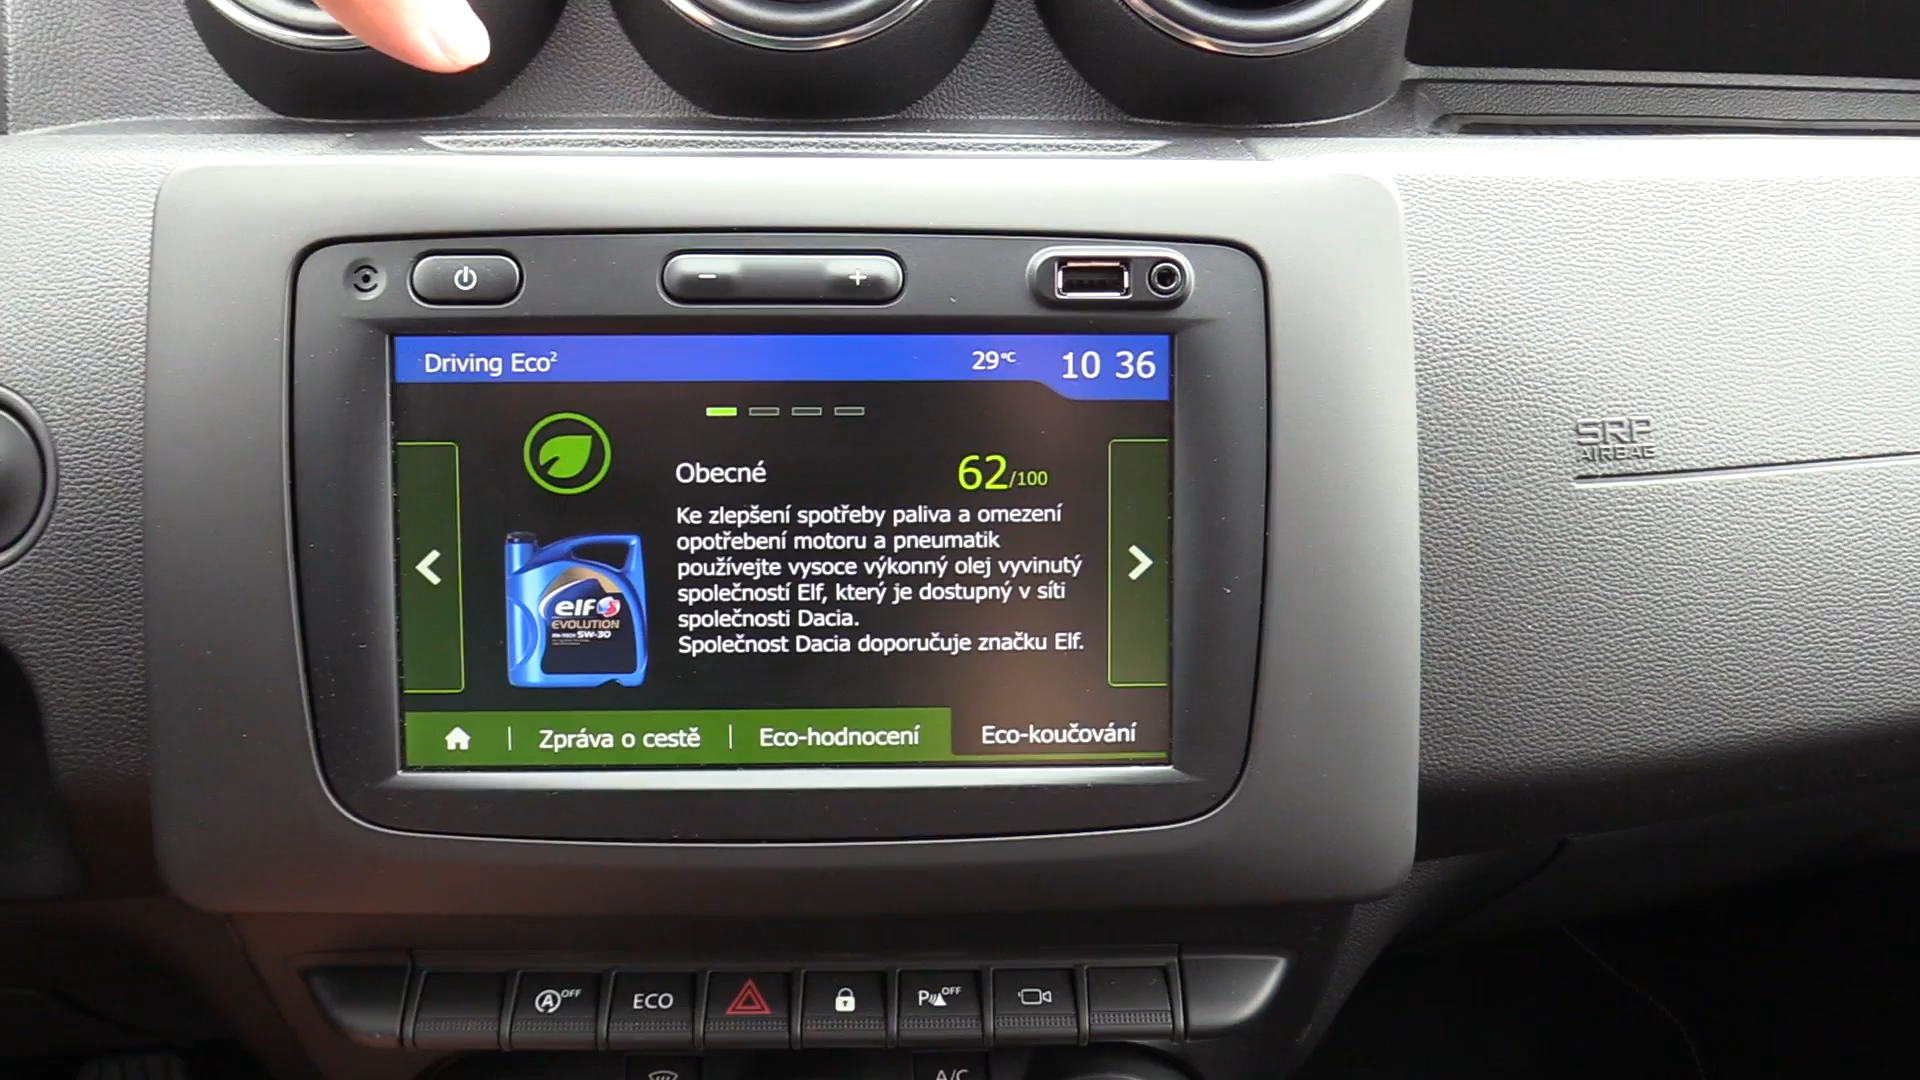 Driving Eco²
29°C
10 36
Obecné
62/100
Ke zlepšení spotřeby paliva a omezení
opotřebení motoru a pneumatik
používejte vysoce výkonný olej vyvinutý
společností Elf, který je dostupný v síti
společnosti Dacia.
Společnost Dacia doporučuje značku Elf.
elf
EVOLUTION
5W-30
Zpráva o cestě
Eco-hodnocení
Eco-koučování
SRP
AIRBAG
A OFF
ECO
P OFF
A/C